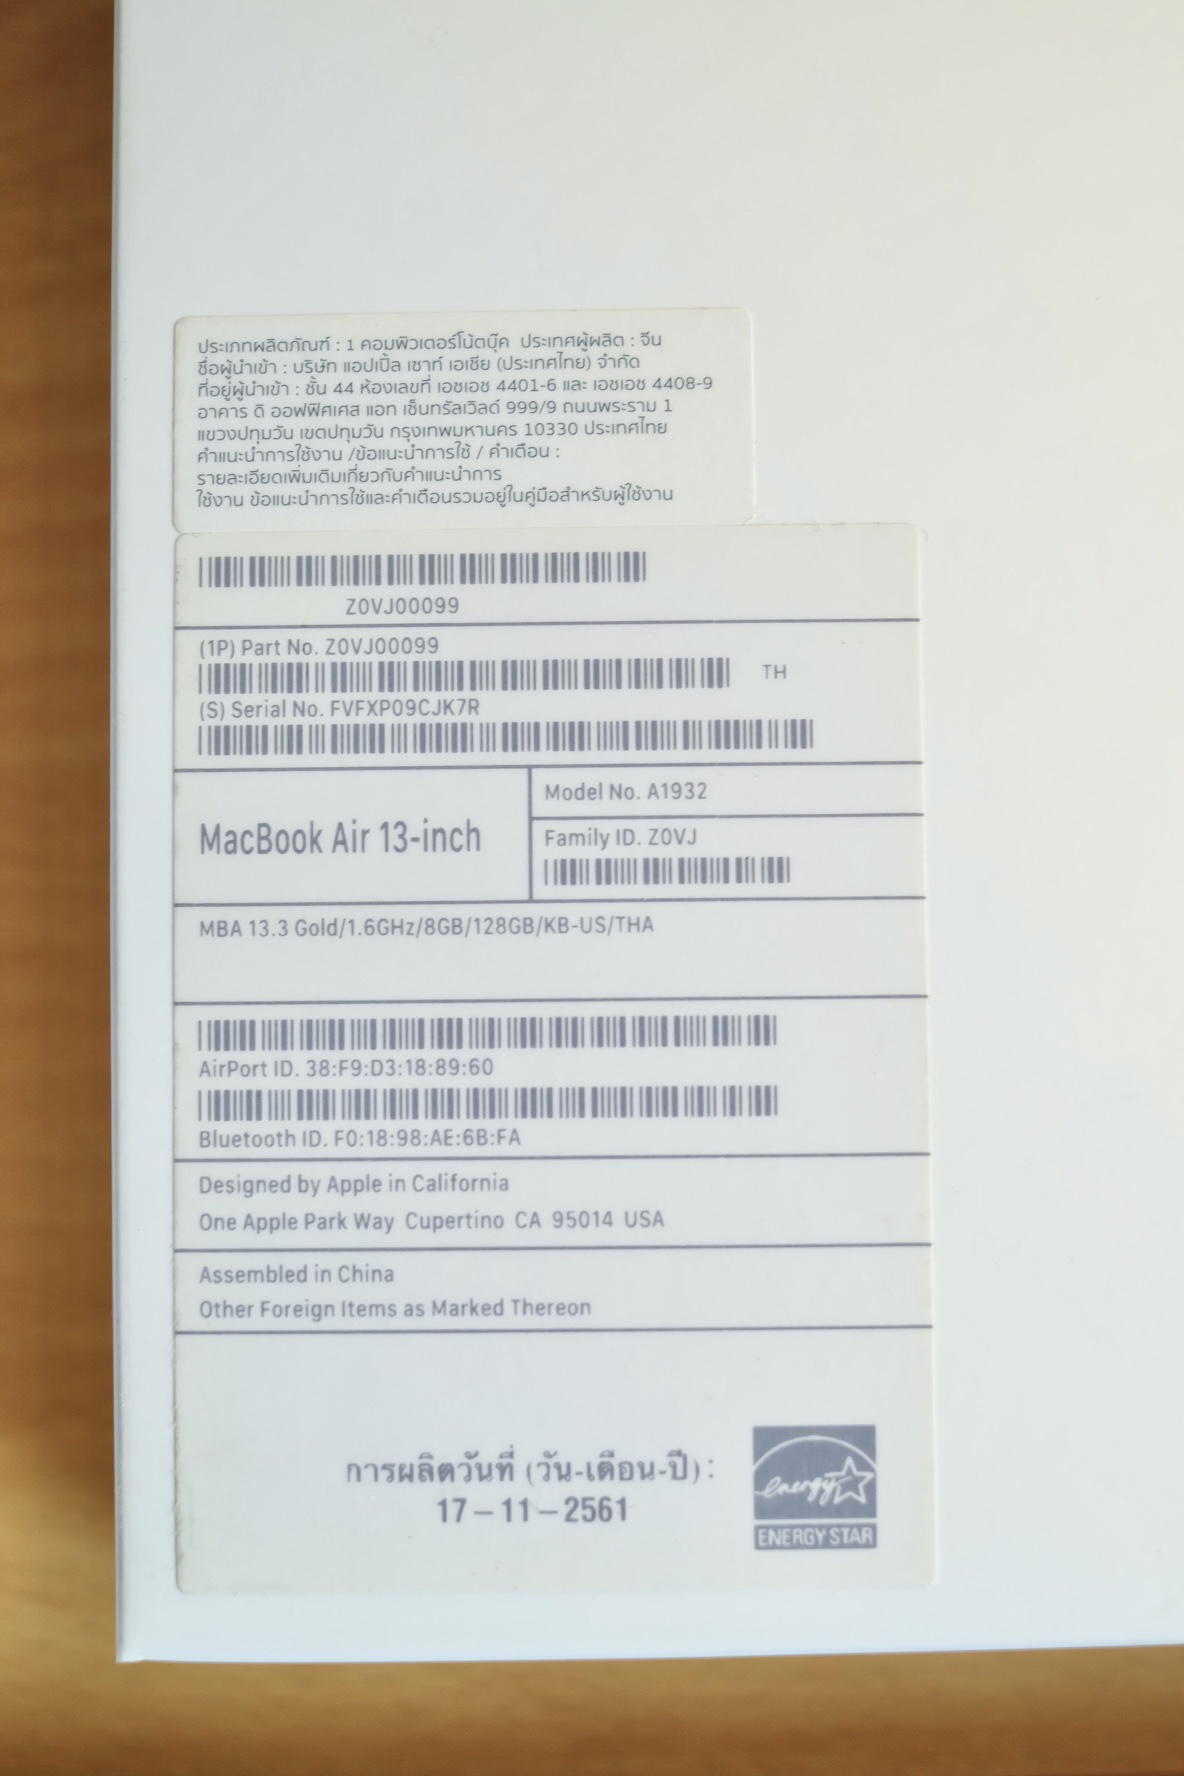 ประเภทผลิตภัณฑ์ : 1 คอมพิวเตอร์โน้ตบุ๊ค ประเทศผู้ผลิต : จีน
ชื่อผู้นำเข้า : บริษัท แอปเปิ้ล เซาท์ เอเชีย (ประเทศไทย) จำกัด
ที่อยู่ผู้นำเข้า : ชั้น 44 ห้องเลขที่ เอชเอช 4401-6 และ เอชเอช 4408-9
อาคาร ดิ ออฟฟิศเศส แอท เซ็นทรัลเวิลด์ 999/9 ถนนพระราม 1
แขวงปทุมวัน เขตปทุมวัน กรุงเทพมหานคร 10330 ประเทศไทย
คำแนะนำการใช้งาน /ข้อแนะนำการใช้ / คำเตือน :
รายละเอียดเพิ่มเติมเกี่ยวกับคำแนะนำการ
ใช้งาน ข้อแนะนำการใช้และคำเตือนรวมอยู่ในคู่มือสำหรับผู้ใช้งาน
Z0VJ00099
(1P) Part No. Z0VJ00099
TH
(S) Serial No. FVFXP09CJK7R
MacBook Air 13-inch
Model No. A1932
Family ID. Z0VJ
MBA 13.3 Gold/1.6GHz/8GB/128GB/KB-US/THA
AirPort ID. 38:F9:D3:18:89:60
Bluetooth ID. F0:18:98:AE:6B:FA
Designed by Apple in California
One Apple Park Way Cupertino CA 95014 USA
Assembled in China
Other Foreign Items as Marked Thereon
การผลิตวันที่ (วัน-เดือน-ปี) :
17-11-2561
energy
ENERGY STAR